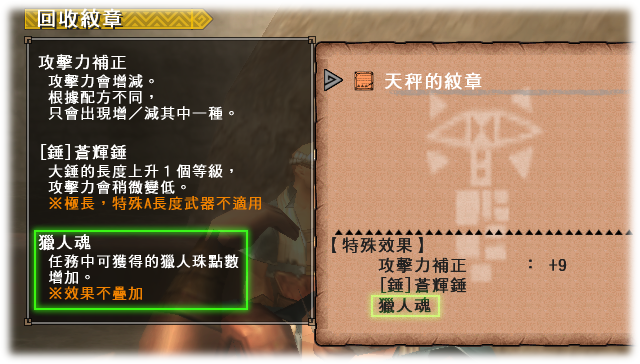 回收紋章
攻擊力補正
攻擊力會增減。
根據配方不同，
只會出現增／減其中一種。
[錘]蒼輝錘
大錘的長度上升１個等級，
攻擊力會稍微變低。
※極長，特殊A長度武器不適用
獵人魂
任務中可獲得的獵人珠點數
增加。
※效果不疊加
天秤的紋章
【特殊效果】
攻擊力補正 ： +9
[錘]蒼輝錘
獵人魂